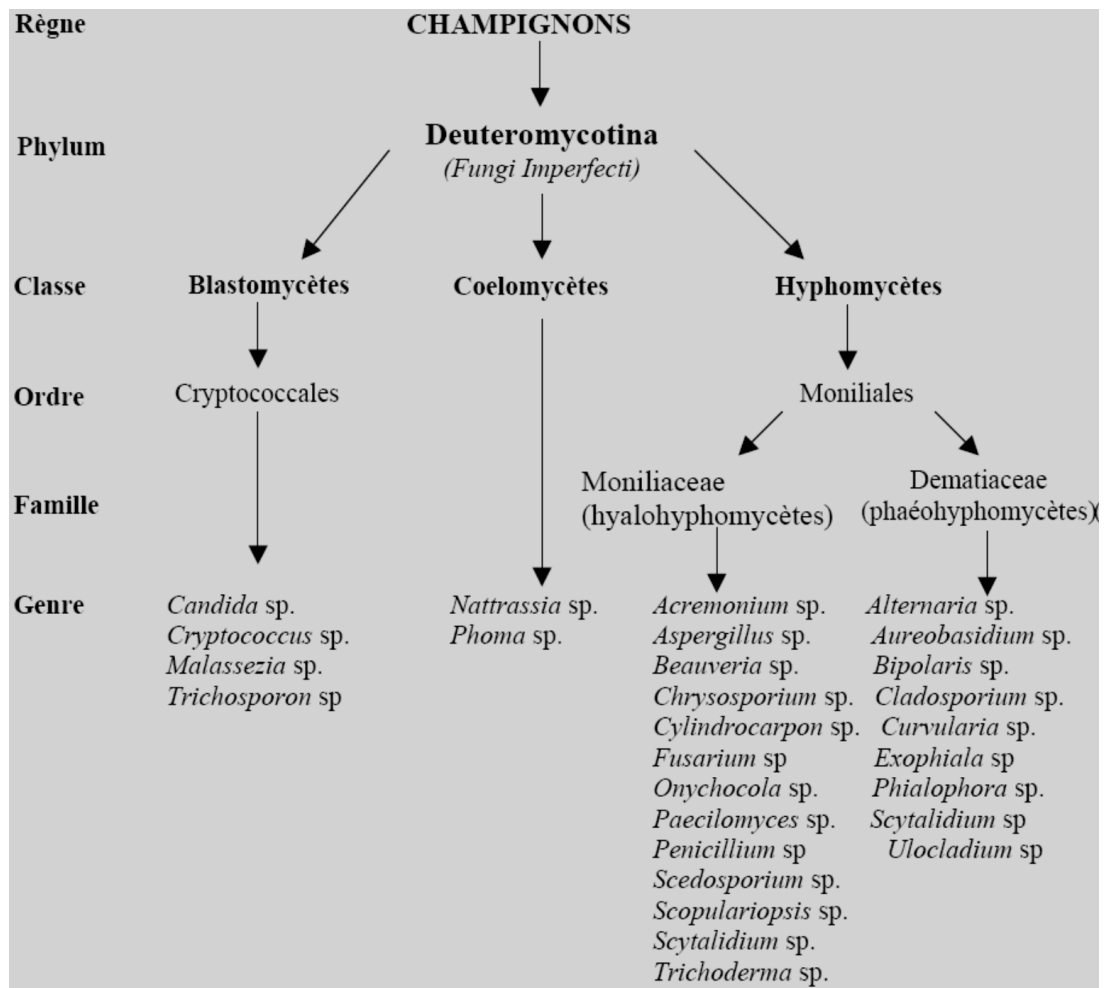 Règne CHAMPIGNONS
Phylum Deuteromycotina
(Fungi Imperfecti)
Classe Blastomycètes Coelomycètes Hyphomycètes
Ordre Cryptococcales Moniliales
Famille Moniliaceae Dematiaceae
(hyalohyphomycètes) (phaéohyphomycètes)(
Genre Candida sp. Nattrassia sp. Acremonium sp. Alternaria sp.
Cryptococcus sp. Phoma sp. Aspergillus sp. Aureobasidium sp.
Malassezia sp. Beauveria sp. Bipolaris sp.
Trichosporon sp Chrysosporium sp. Cladosporium sp.
Cylindrocarpon sp. Curvularia sp.
Fusarium sp Exophiala sp
Onychocola sp. Phialophora sp.
Paecilomyces sp. Scytalidium sp
Penicillium sp Ulocladium sp
Scedosporium sp.
Scopulariopsis sp.
Scytalidium sp.
Trichoderma sp.